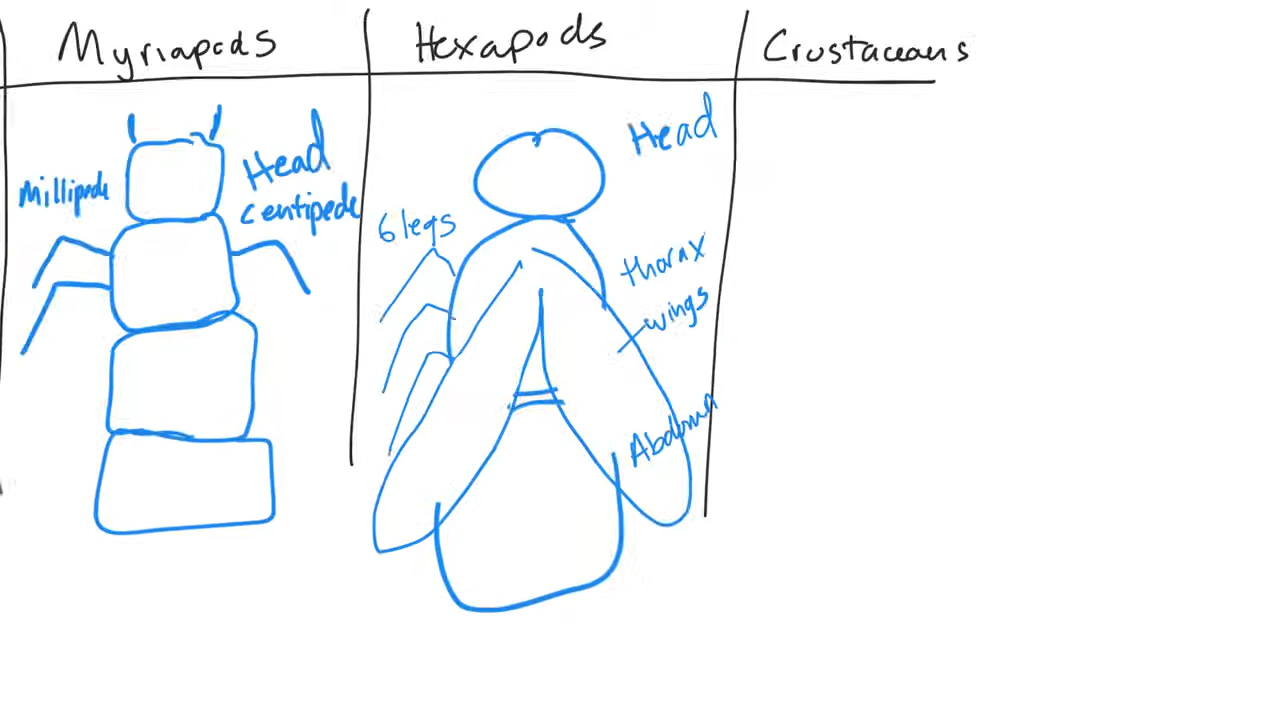 Myriapods
Hexapods
Crustaceans
Millipede
Head
Centipede
6 legs
Head
thorax
wings
Abdomen